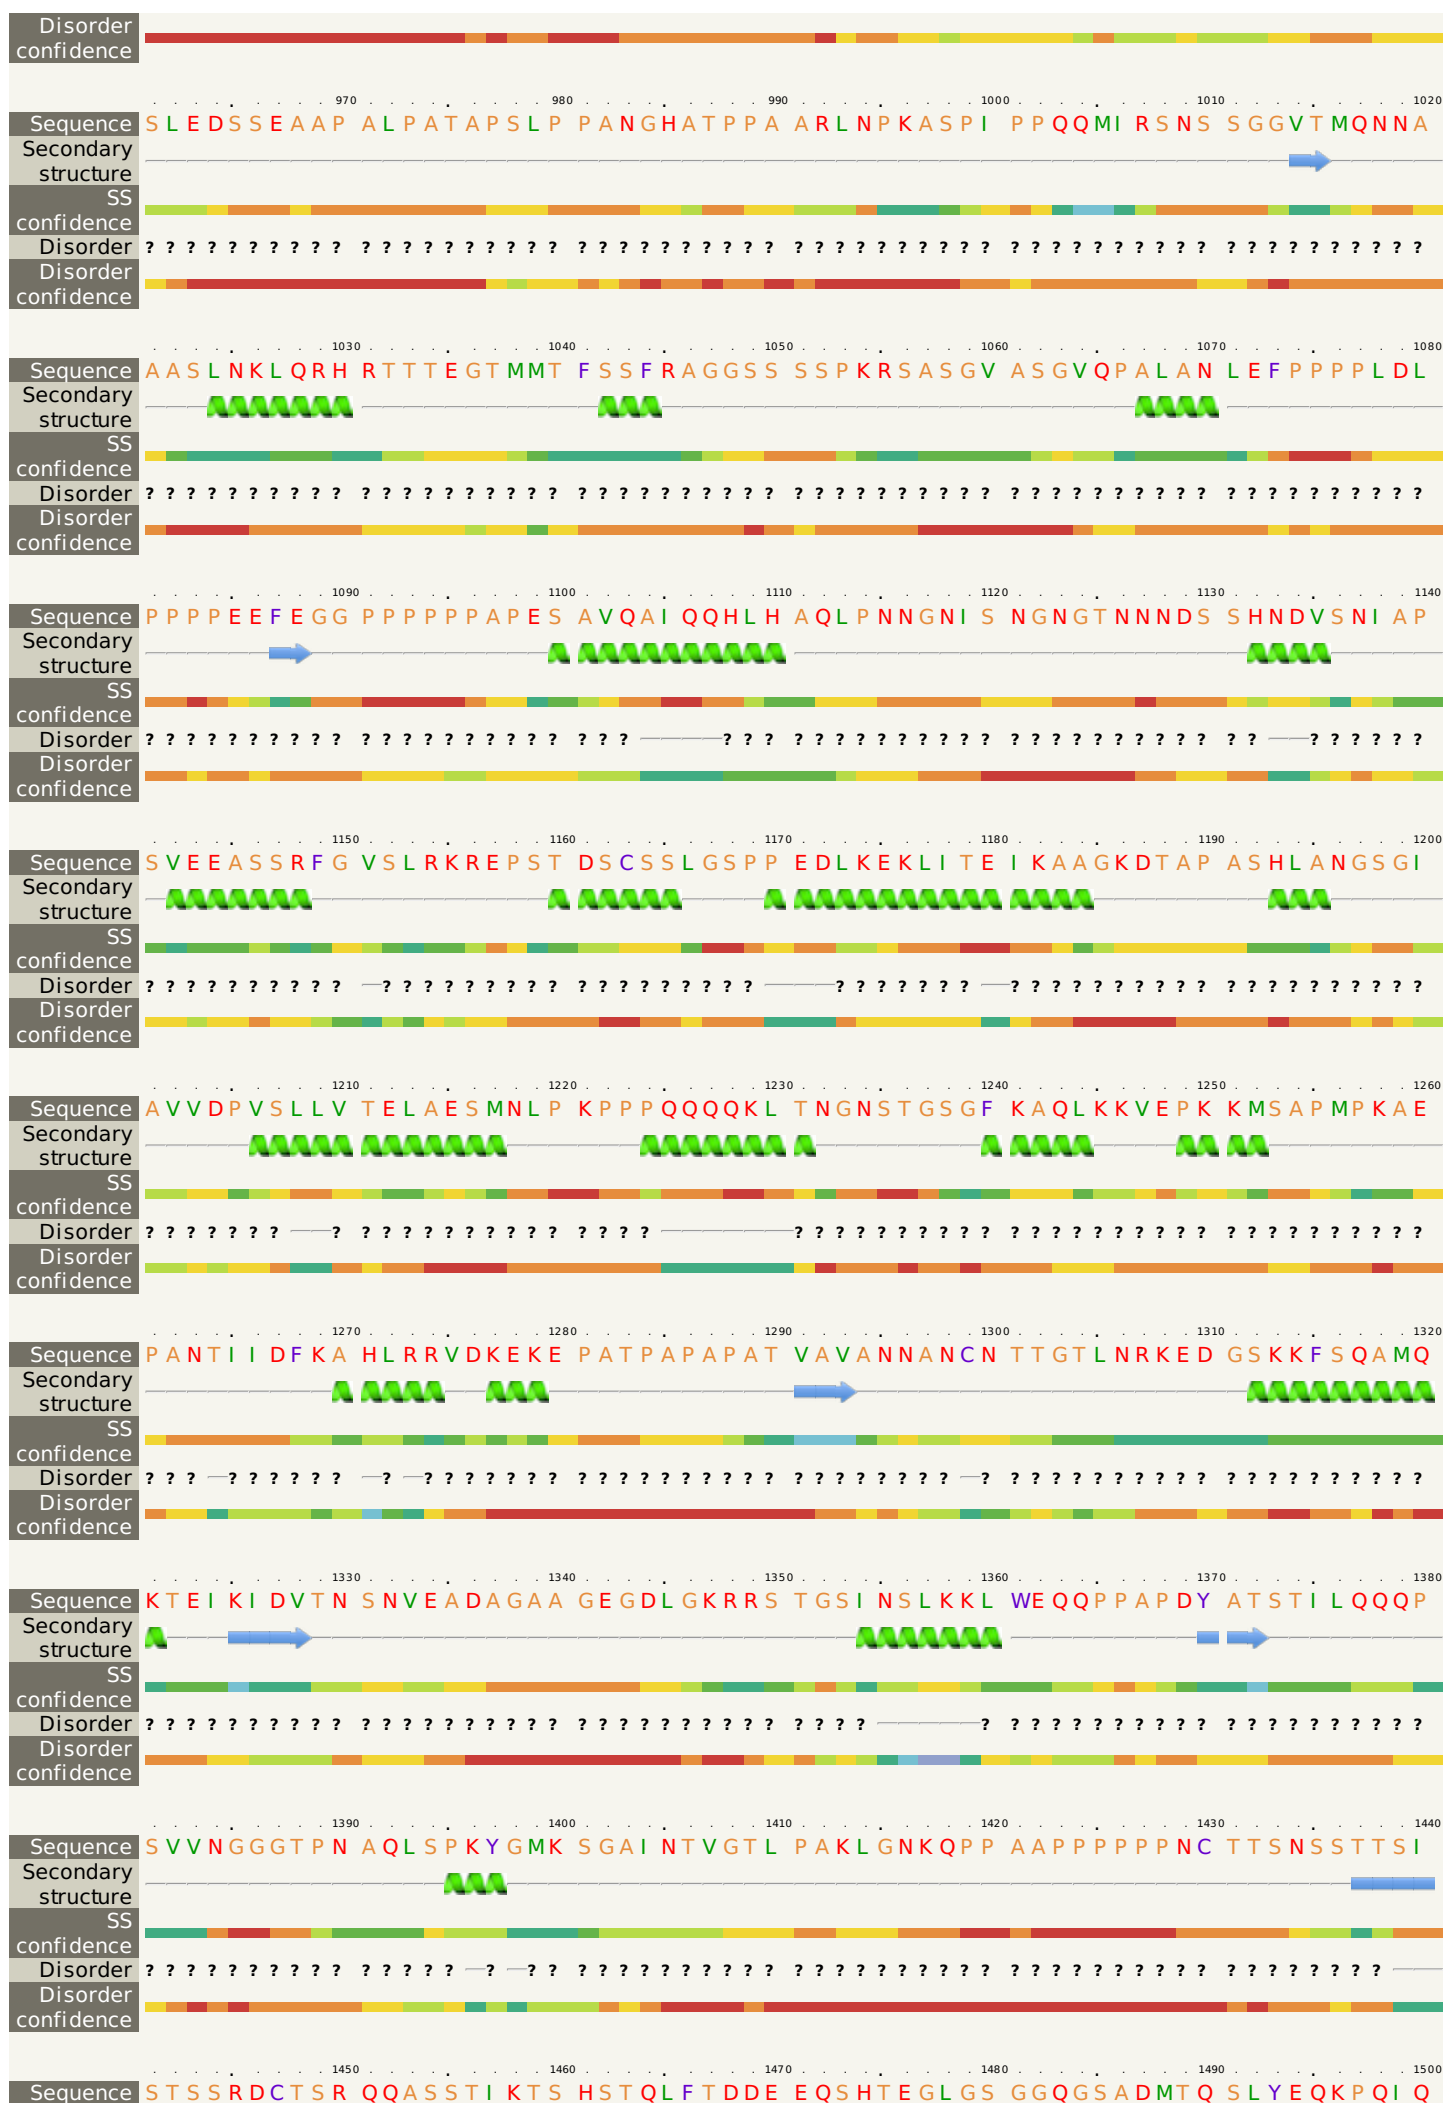 Disorder
confidence
970 980 990 1000 1010 1020
Sequence SLEDSSEAAP ALPATAPSLP PANGHATPPA ARLNPKASPI PPQQMIRSNS SGGVTMQNNA
Secondary
structure
SS
confidence
Disorder ?????????? ?????????? ?????????? ?????????? ?????????? ??????????
Disorder
confidence
1030 1040 1050 1060 1070 1080
Sequence AASLNKLQRH RTTTEGTMMT FSSFRAGGSS SSPKRSASGV ASGVQPALAN LEFPPPPLDL
Secondary
structure
SS
confidence
Disorder ?????????? ?????????? ?????????? ?????????? ?????????? ??????????
Disorder
confidence
1090 1100 1110 1120 1130 1140
Sequence PPPPEEFEGG PPPPPPAPES AVQAIQQHLH AQLPNNGNIS NGNGTNNNDS SHNDVSNIAP
Secondary
structure
SS
confidence
Disorder ?????????? ?????????? ??? ??? ?????????? ?????????? ?? ??????
Disorder
confidence
1150 1160 1170 1180 1190 1200
Sequence SVEEASSRFG VSLRKREPST DSCSSLGSPP EDLKEKLITE IKAAGKDTAP ASHLANGSGI
Secondary
structure
SS
confidence
Disorder ?????????? ????????? ????????? ??????? ?????????? ??????????
Disorder
confidence
1210 1220 1230 1240 1250 1260
Sequence AVVDPVSLLV TELAESMNLP KPPPQQQQKL TNGNSTGSGF KAQLKKVEPK KMSAPMPKAE
Secondary
structure
SS
confidence
Disorder ??????? ? ?????????? ???? ?????????? ?????????? ??????????
Disorder
confidence
1270 1280 1290 1300 1310 1320
Sequence PANTIIDFKA HLRRVDKEKE PATPAPAPAT VAVANNANCN TTGTLNRKED GSKKFSQAMQ
Secondary
structure
SS
confidence
Disorder ??? ?????? ? ??????? ?????????? ???????? ? ?????????? ??????????
Disorder
confidence
1330 1340 1350 1360 1370 1380
Sequence KTEIKIDVTN SNVEADAGAA GEGDLGKRRS TGSINSLKKL WEQQPPAPDY ATSTILQQQP
Secondary
structure
SS
confidence
Disorder ?????????? ?????????? ?????????? ???? ? ?????????? ??????????
Disorder
confidence
1390 1400 1410 1420 1430 1440
Sequence SVVNGGGTPN AQLSPKYGMK SGAINTVGTL PAKLGNKQPP AAPPPPPPNC TTSNSSTTSI
Secondary
structure
SS
confidence
Disorder ?????????? ????? ? ?? ?????????? ?????????? ?????????? ????????
Disorder
confidence
1450 1460 1470 1480 1490 1500
Sequence STSSRDCTSR QQASSTIKTS HSTQLFTDDE EQSHTEGLGS GGQGSADMTQ SLYEQKPQIQ